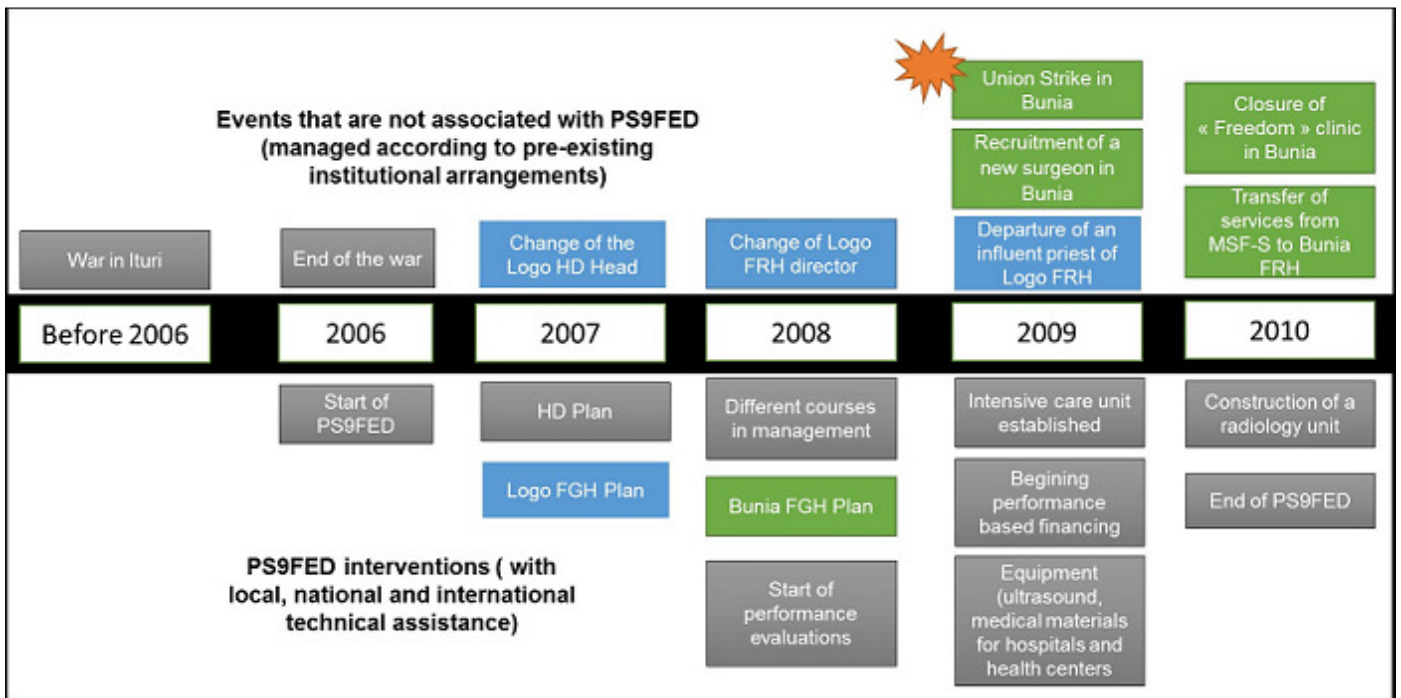 Events that are not associated with PS9FED
(managed according to pre-existing
institutional arrangements)
War in Ituri
End of the war
Change of the
Logo HD Head
Change of Logo
FRH director
Union Strike in
Bunia
Recruitment of a
new surgeon in
Bunia
Departure of an
influent priest of
Logo FRH
Closure of
« Freedom » clinic
in Bunia
Transfer of
services from
MSF-S to Bunia
FRH
Before 2006
2006
2007
2008
2009
2010
Start of
PS9FED
HD Plan
Logo FGH Plan
Different courses
in management
Bunia FGH Plan
Start of
performance
evaluations
Intensive care unit
established
Begining
performance
based financing
Equipment
(ultrasound,
medical materials
for hospitals and
health centers
Construction of a
radiology unit
End of PS9FED
PS9FED interventions ( with
local, national and international
technical assistance)